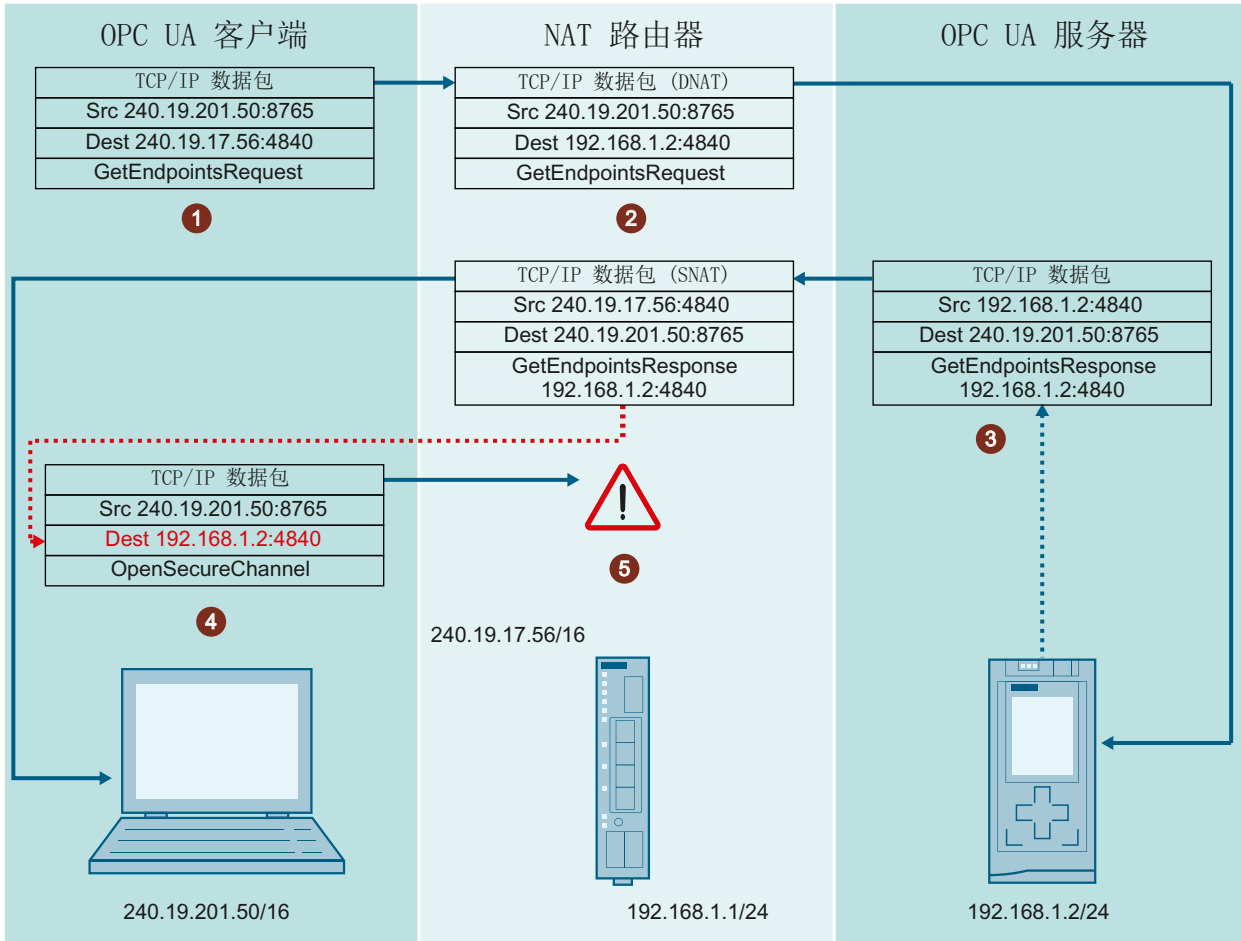 OPC UA 客户端
NAT 路由器
OPC UA 服务器
TCP/IP 数据包
Src 240.19.201.50:8765
Dest 240.19.17.56:4840
GetEndpointsRequest
1
TCP/IP 数据包 (DNAT)
Src 240.19.201.50:8765
Dest 192.168.1.2:4840
GetEndpointsRequest
2
TCP/IP 数据包 (SNAT)
Src 240.19.17.56:4840
Dest 240.19.201.50:8765
GetEndpointsResponse
192.168.1.2:4840
TCP/IP 数据包
Src 192.168.1.2:4840
Dest 240.19.201.50:8765
GetEndpointsResponse
192.168.1.2:4840
3
TCP/IP 数据包
Src 240.19.201.50:8765
Dest 192.168.1.2:4840
OpenSecureChannel
4
!
5
240.19.17.56/16
240.19.201.50/16
192.168.1.1/24
192.168.1.2/24